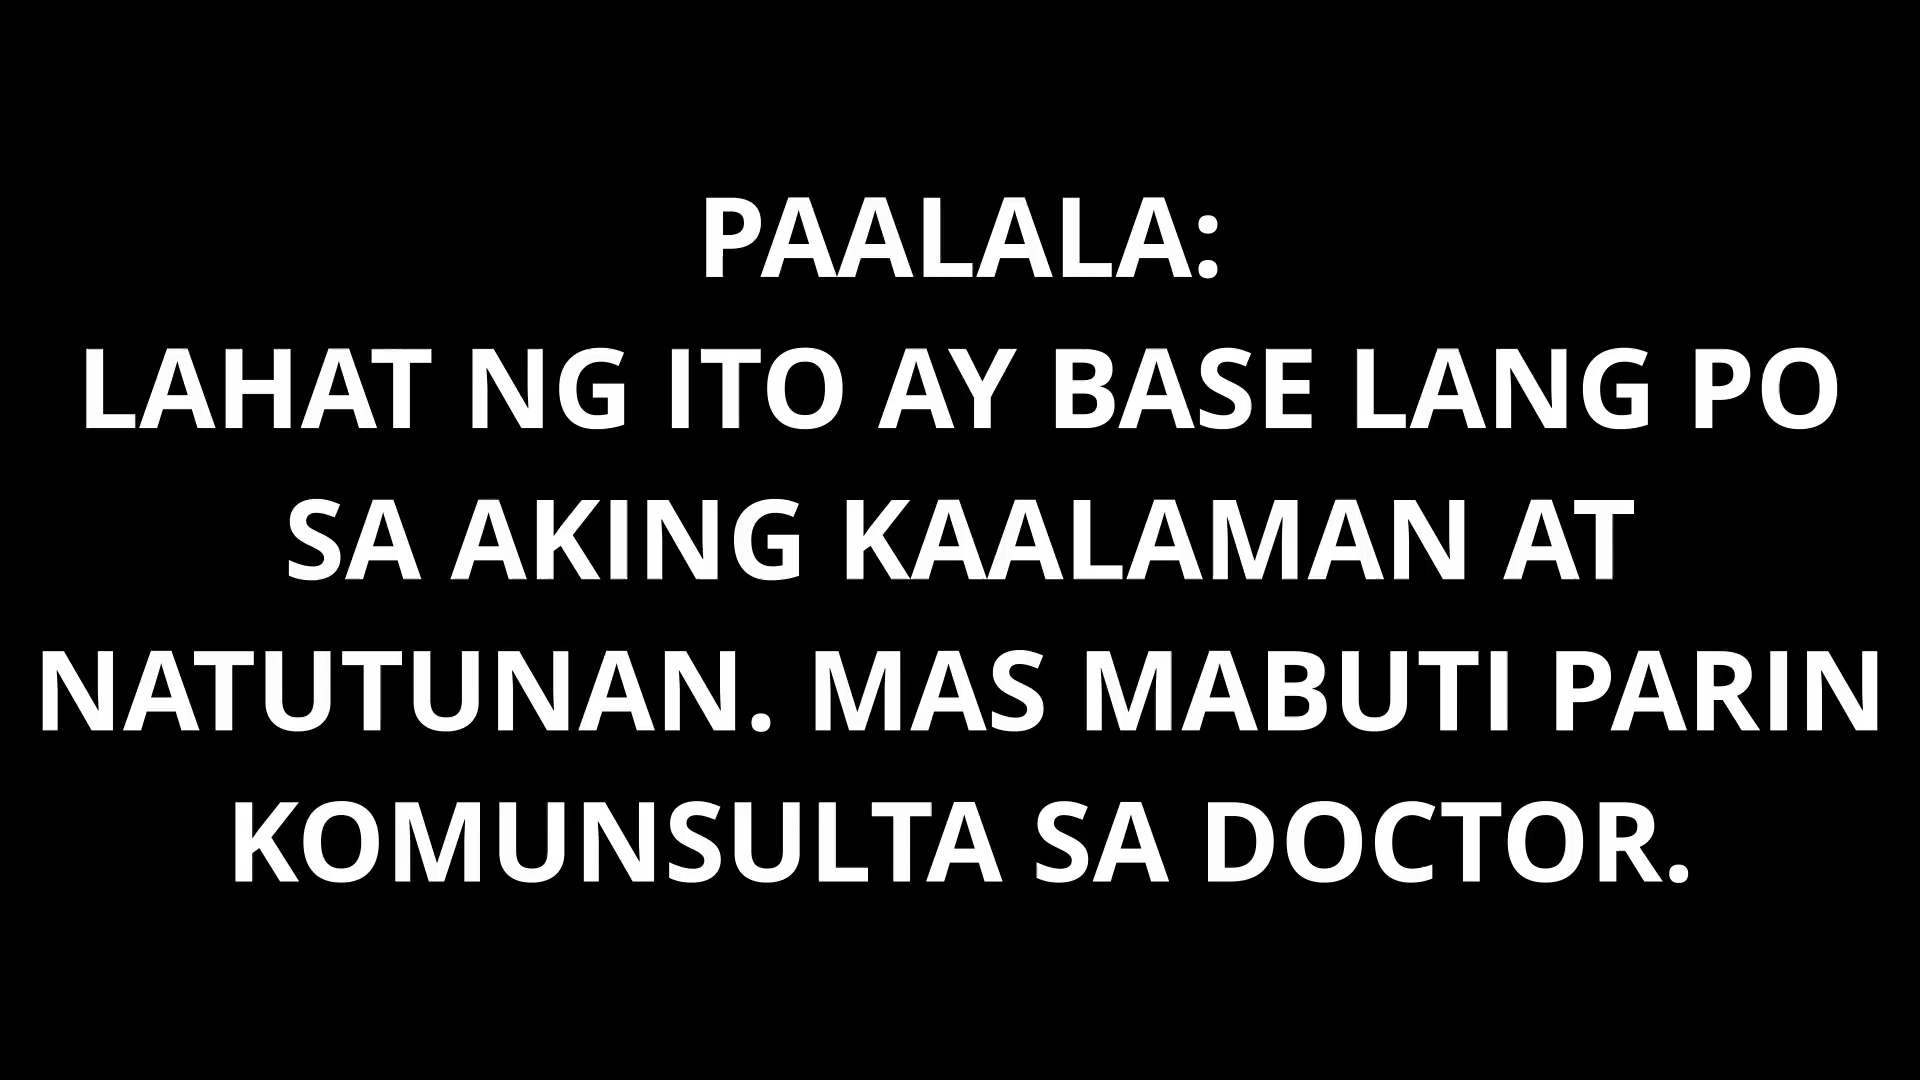 PAALALA:
LAHAT NG ITO AY BASE LANG PO
SA AKING KAALAMAN AT
NATUTUNAN. MAS MABUTI PARIN
KOMUNSULTA SA DOCTOR.